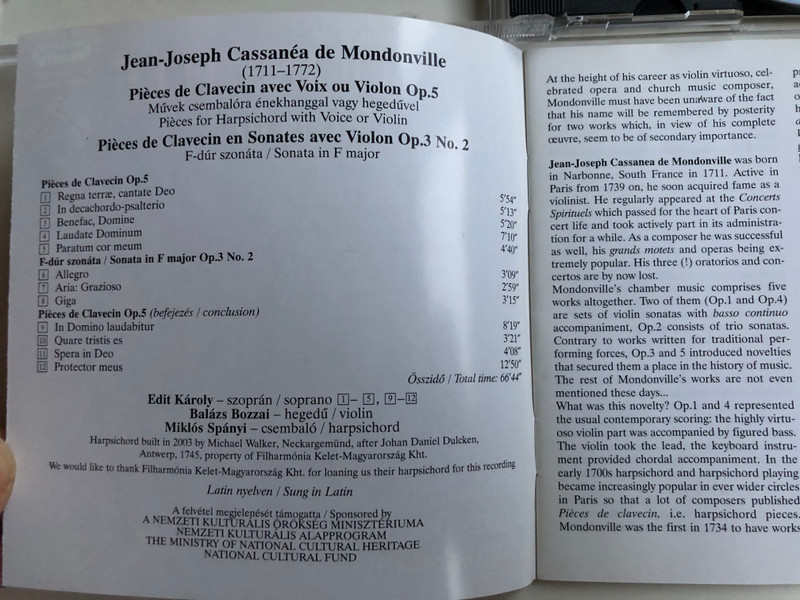 Jean-Joseph Cassanéa de Mondonville
(1711–1772)
Pièces de Clavecin avec Voix ou Violon Op.5
Művek csembalóra énekhanggal vagy hegedűvel
Pièces for Harpsichord with Voice or Violin
Pièces de Clavecin en Sonates avec Violon Op.3 No. 2
F-dúr szonáta / Sonata in F major
Pièces de Clavecin Op.5
1 Regna terræ, cantate Deo 5'54"
2 In decachordo-psalterio 5'13"
3 Benefac, Domine 5'20"
4 Laudate Dominum 7'10"
5 Paratum cor meum 4'40"
F-dúr szonáta / Sonata in F major Op.3 No. 2
6 Allegro 3'09"
7 Aria: Grazioso 2'59"
8 Giga 3'15"
Pièces de Clavecin Op.5 (befejezés / conclusion)
9 In Domino laudabitur 8'19"
10 Quare tristis es 3'21"
11 Spera in Deo 4'08"
12 Protector meus 12'50"
Összidő / Total time: 66'44"
Edit Károly – szoprán / soprano 1–5, 9–12
Balázs Bozzai – hegedű / violin
Miklós Spányi – csembaló / harpsichord
Harpsichord built in 2003 by Michael Walker, Neckargemünd, after Johan Daniel Dulcken,
Antwerp, 1745, property of Filharmónia Kelet-Magyarország Kht.
We would like to thank Filharmónia Kelet-Magyarország Kht. for loaning us their harpsichord for this recording
Latin nyelven / Sung in Latin
A felvétel megjelenését támogatta / Sponsored by
A NEMZETI KULTURÁLIS ÖRÖKSÉG MINISZTÉRIUMA
NEMZETI KULTURÁLIS ALAPPROGRAM
THE MINISTRY OF NATIONAL CULTURAL HERITAGE
NATIONAL CULTURAL FUND
At the height of his career as violin virtuoso, cel-
ebrated opera and church music composer,
Mondonville must have been unaware of the fact
that his name will be remembered by posterity
for two works which, in view of his complete
œuvre, seem to be of secondary importance.
Jean-Joseph Cassanea de Mondonville was born
in Narbonne, South France in 1711. Active in
Paris from 1739 on, he soon acquired fame as a
violinist. He regularly appeared at the Concerts
Spirituels which passed for the heart of Paris con-
cert life and took actively part in its administra-
tion for a while. As a composer he was successful
as well, his grands motets and operas being ex-
tremely popular. His three (!) oratorios and con-
certos are by now lost.
Mondonville's chamber music comprises five
works altogether. Two of them (Op.1 and Op.4)
are sets of violin sonatas with basso continuo
accompaniment, Op.2 consists of trio sonatas.
Contrary to works written for traditional per-
forming forces, Op.3 and 5 introduced novelties
that secured them a place in the history of music.
The rest of Mondonville's works are not even
mentioned these days...
What was this novelty? Op.1 and 4 represented
the usual contemporary scoring: the highly virtu-
oso violin part was accompanied by figured bass.
The violin took the lead, the keyboard instru-
ment provided chordal accompaniment. In the
early 1700s harpsichord and harpsichord playing
became increasingly popular in ever wider circles
in Paris so that a lot of composers published
Pièces de clavecin, i.e. harpsichord pieces.
Mondonville was the first in 1734 to have works